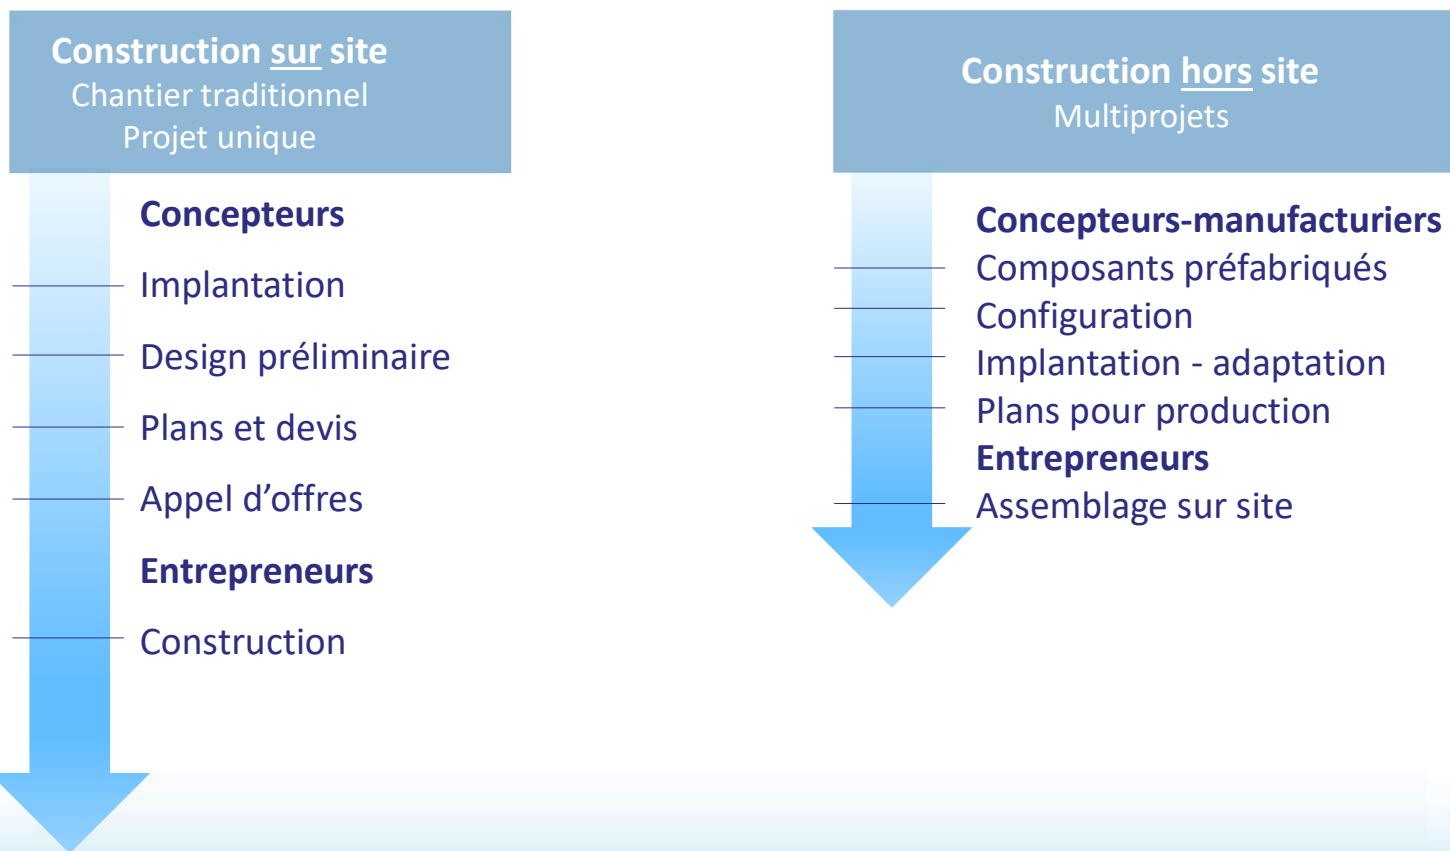 Construction sur site
Chantier traditionnel
Projet unique
Concepteurs
Implantation
Design préliminaire
Plans et devis
Appel d’offres
Entrepreneurs
Construction
Construction hors site
Multiprojets
Concepteurs-manufacturiers
Composants préfabriqués
Configuration
Implantation - adaptation
Plans pour production
Entrepreneurs
Assemblage sur site